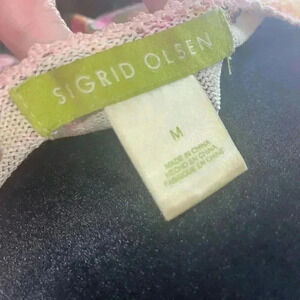 SIGRID OLSEN
M
MADE IN CHINA
HECHO EN CHINA
FABRIQUÉ EN CHINE